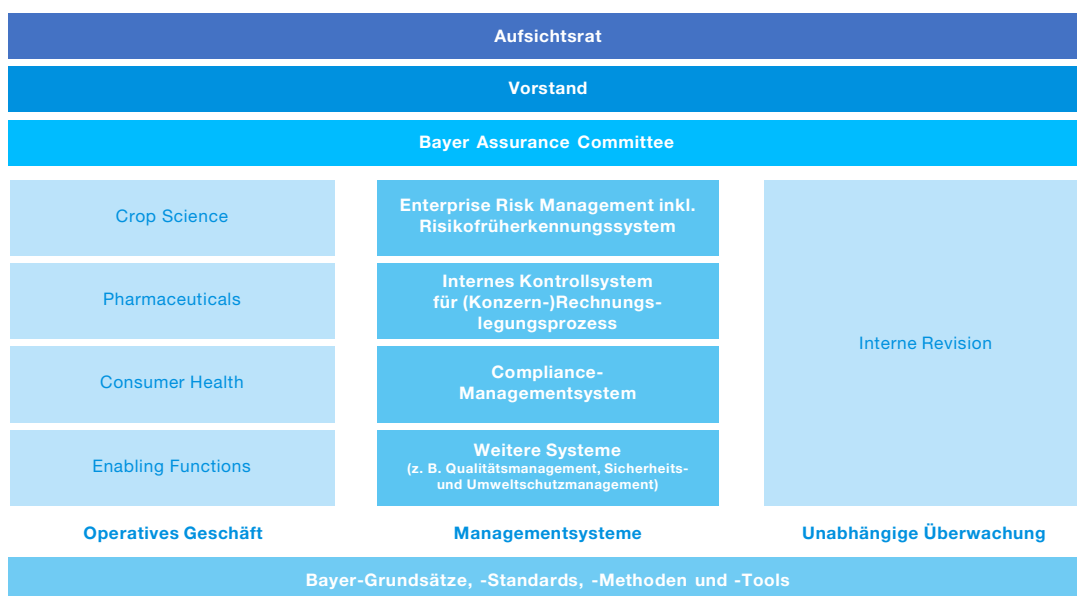 Aufsichtsrat
Vorstand
Bayer Assurance Committee
Crop Science
Pharmaceuticals
Consumer Health
Enabling Functions
Operatives Geschäft
Enterprise Risk Management inkl.
Risikofrüherkennungssystem
Internes Kontrollsystem
für (Konzern-)Rechnungs-
legungsprozess
Compliance-
Managementsystem
Weitere Systeme
(z. B. Qualitätsmanagement, Sicherheits-
und Umweltschutzmanagement)
Managementsysteme
Interne Revision
Unabhängige Überwachung
Bayer-Grundsätze, -Standards, -Methoden und -Tools